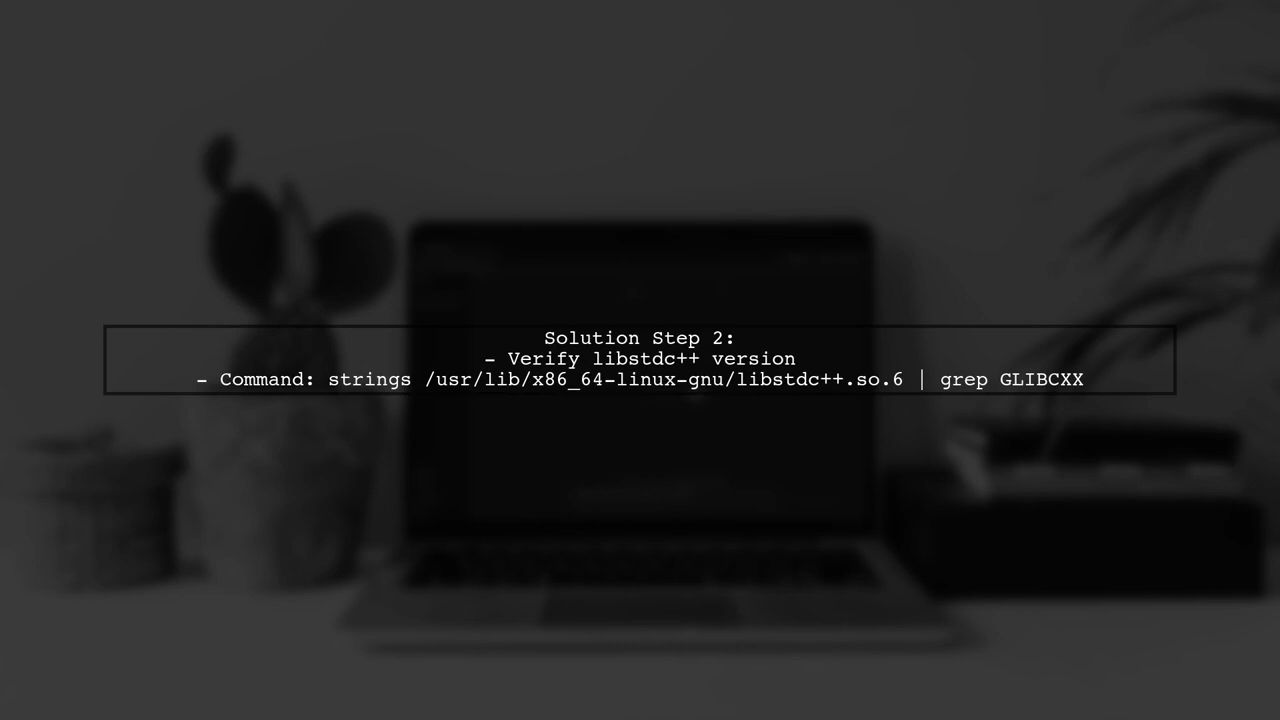 Solution Step 2:
- Verify libstdc++ version
- Command: strings /usr/lib/x86_64-linux-gnu/libstdc++.so.6 | grep GLIBCXX